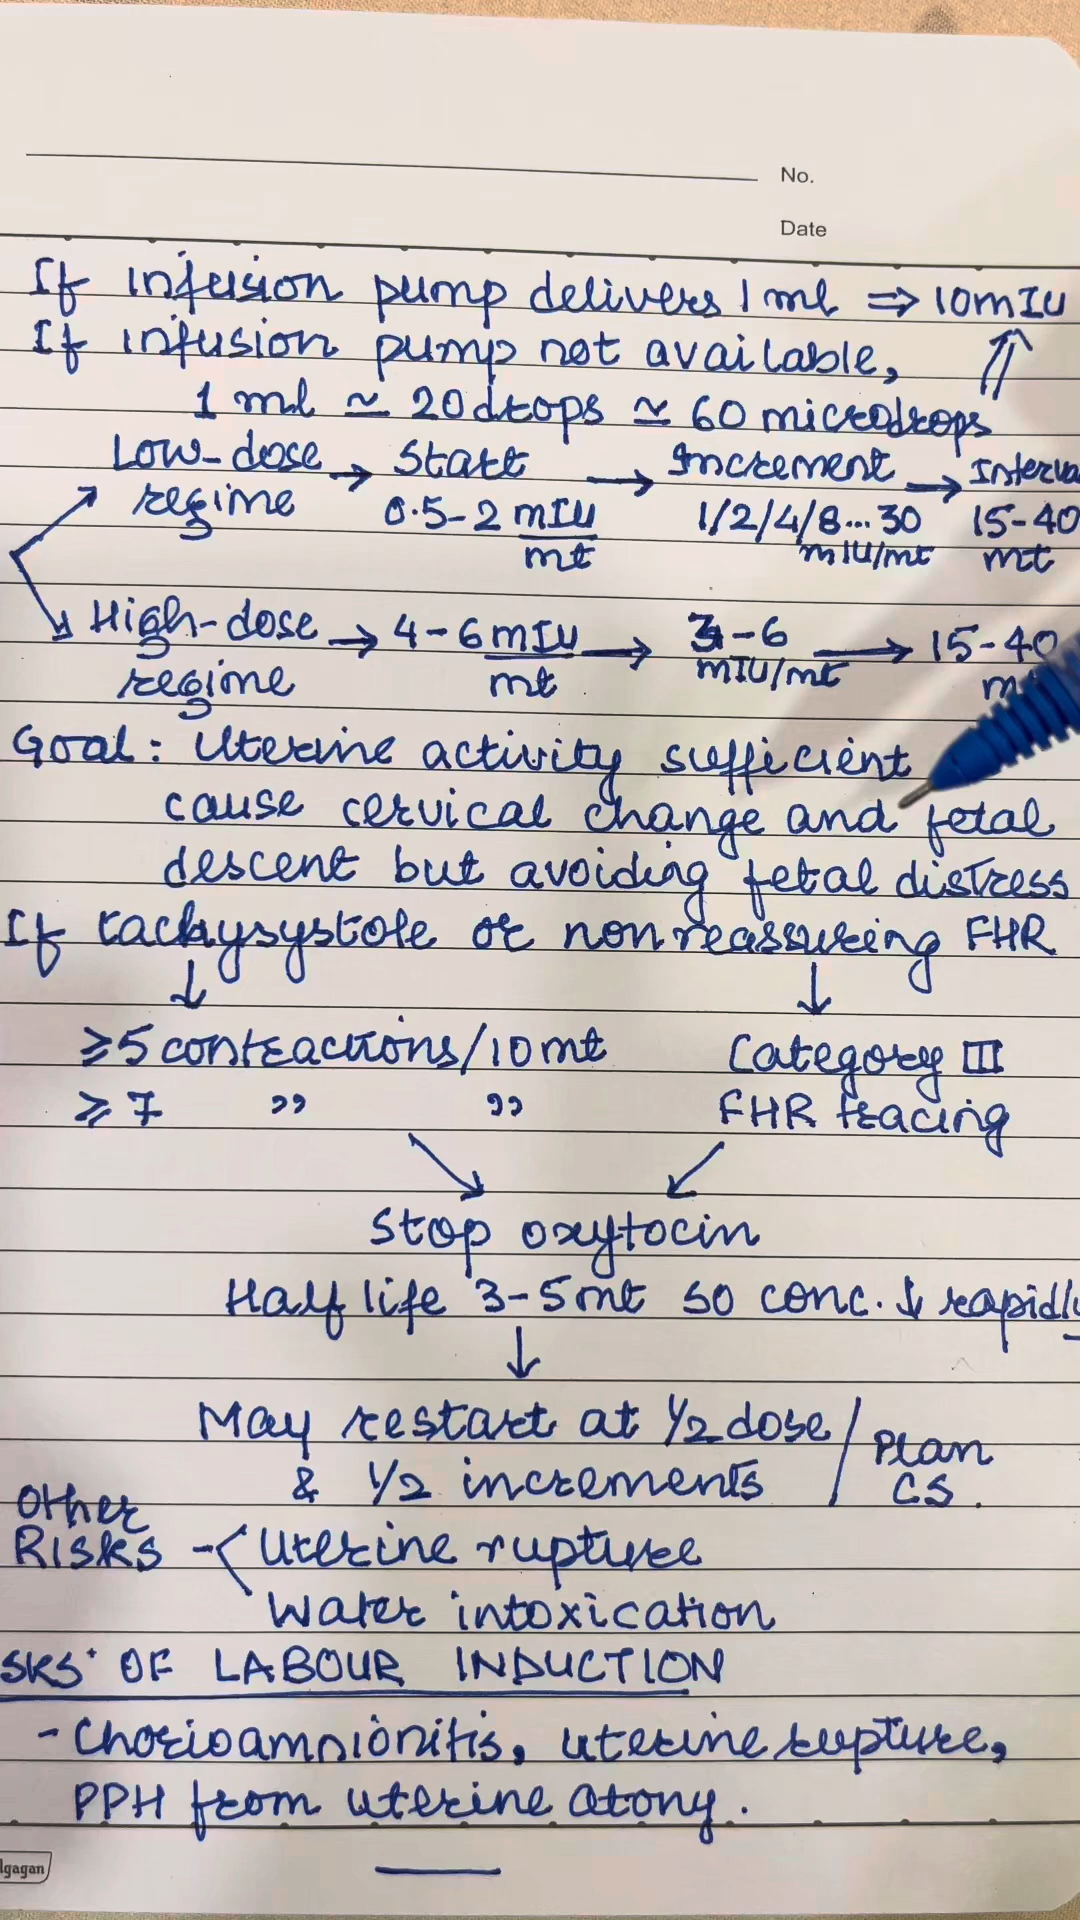 No.
Date
If infusion pump delivers 1 ml ⇒ 10mIU
If infusion pump not available,
1 ml ≃ 20 drops ≃ 60 microdrops
Low-dose regime → Start 0.5-2 mIU/mt → Increment 1/2/4/8...30 mIU/mt → Interva 15-40 mt
High-dose regime → 4-6 mIU/mt → 3-6 mIU/mt → 15-40 m
Goal: Uterine activity sufficient
cause cervical change and fetal
descent but avoiding fetal distress
If tachysystole or nonreassuring FHR
↓ ↓
≥5 contractions/10mt Category III
≥7 ,, ,, FHR tracing
Stop oxytocin
Half life 3-5mt so conc. ↓ rapidly
↓
May restart at 1/2 dose / Plan
& 1/2 increments / CS.
Other
Risks - Uterine rupture
Water intoxication
SKS OF LABOUR INDUCTION
- Chorioamnionitis, uterine rupture,
PPH from uterine atony.
lgagan